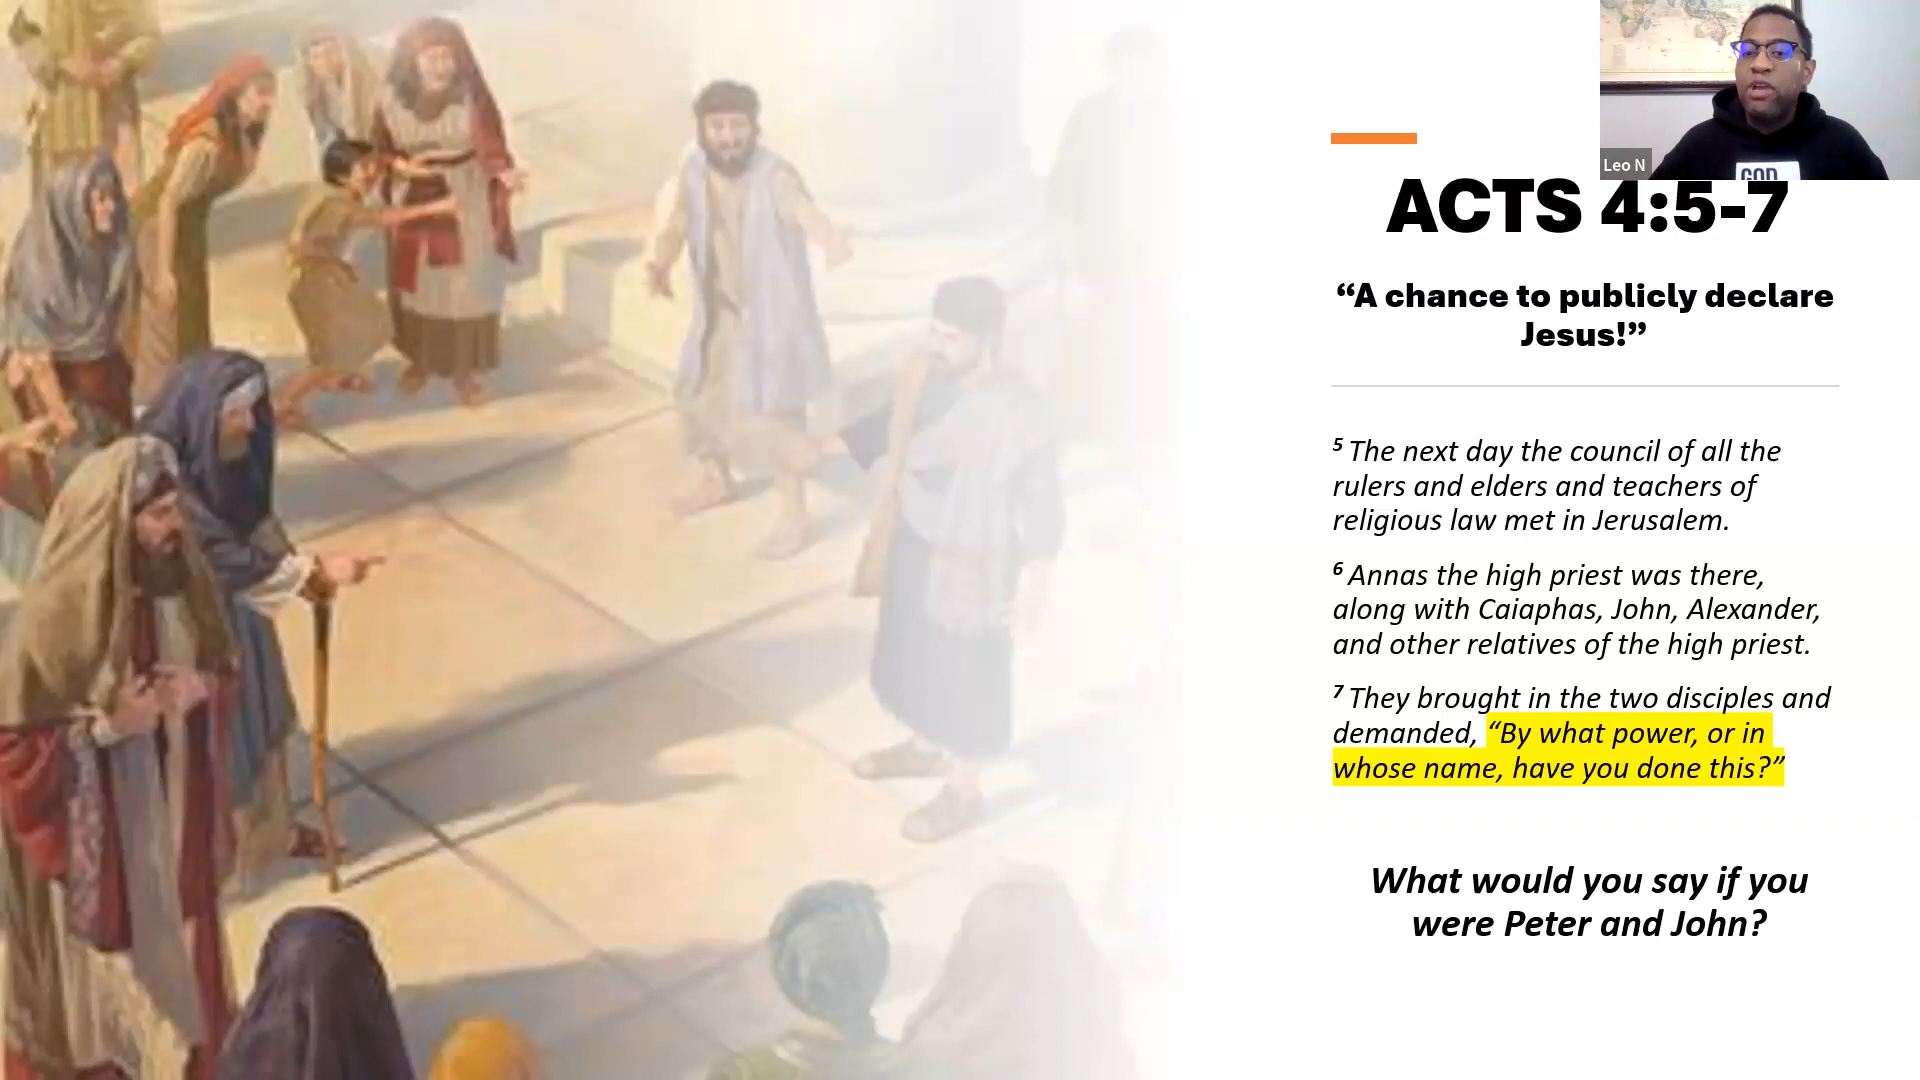 Leo N
GOD
ACTS 4:5-7
“A chance to publicly declare
Jesus!”
5 The next day the council of all the
rulers and elders and teachers of
religious law met in Jerusalem.
6 Annas the high priest was there,
along with Caiaphas, John, Alexander,
and other relatives of the high priest.
7 They brought in the two disciples and
demanded, “By what power, or in
whose name, have you done this?”
What would you say if you
were Peter and John?